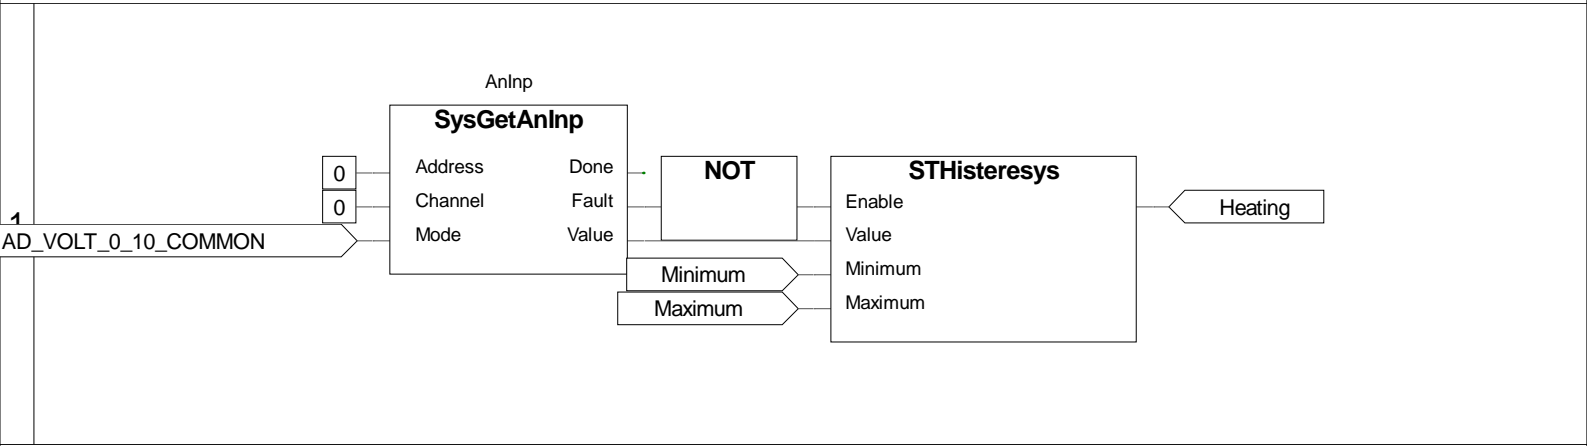 AnInp
SysGetAnInp
0 Address Done
0 Channel Fault
AD_VOLT_0_10_COMMON Mode Value
1
NOT
STHisteresys
Enable
Value
Minimum Minimum
Maximum Maximum
Heating